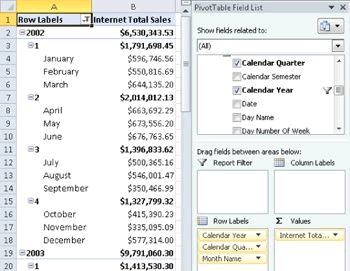 A B
1 Row Labels Internet Total Sales
2 2002 $6,530,343.53
3 1 $1,791,698.45
4 January $596,746.56
5 February $550,816.69
6 March $644,135.20
7 2 $2,014,012.13
8 April $663,692.29
9 May $673,556.20
10 June $676,763.65
11 3 $1,396,833.62
12 July $500,365.16
13 August $546,001.47
14 September $350,466.99
15 4 $1,327,799.32
16 October $415,390.23
17 November $335,095.09
18 December $577,314.00
19 2003 $9,791,060.30
20 1 $1,413,530.30
PivotTable Field List
Show fields related to:
(All)
Calendar Quarter
Calendar Semester
Calendar Year
Date
Day Name
Day Number Of Week
Drag fields between areas below:
Report Filter Column Labels
Row Labels Σ Values
Calendar Year Internet Tota...
Calendar Qua...
Month Name